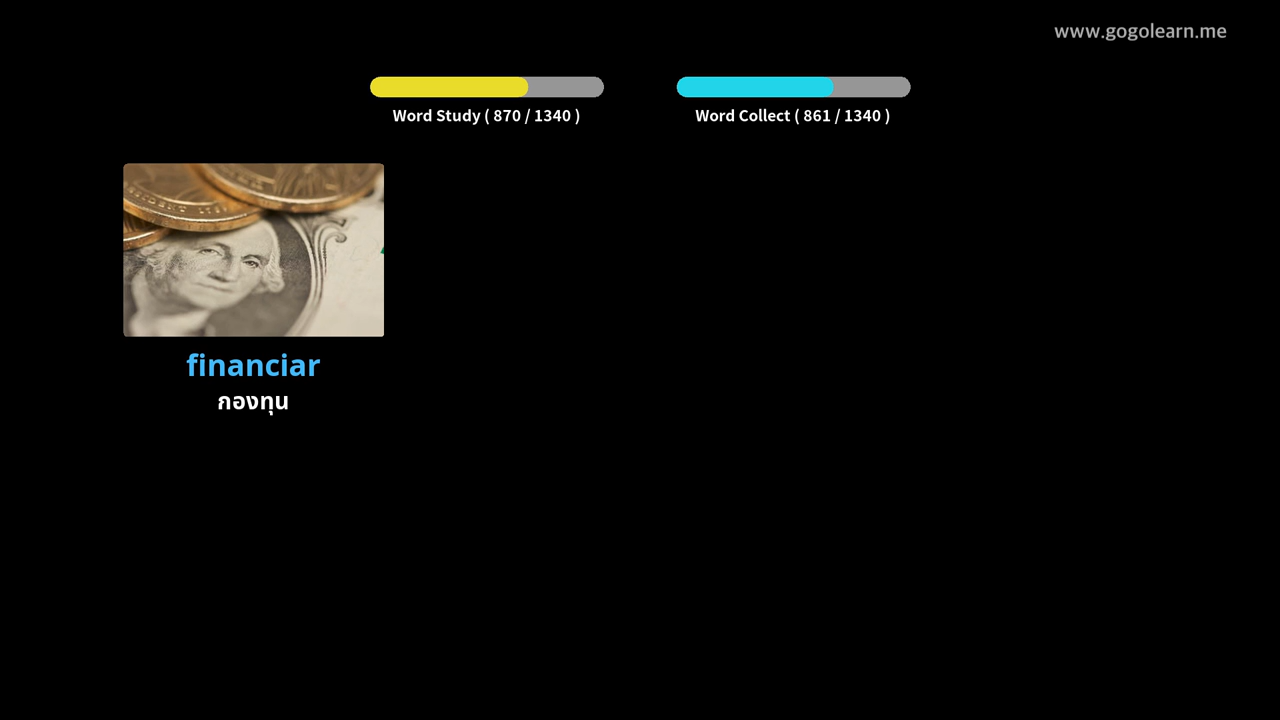 www.gogolearn.me
Word Study ( 870 / 1340 )
Word Collect ( 861 / 1340 )
financiar
กองทุน